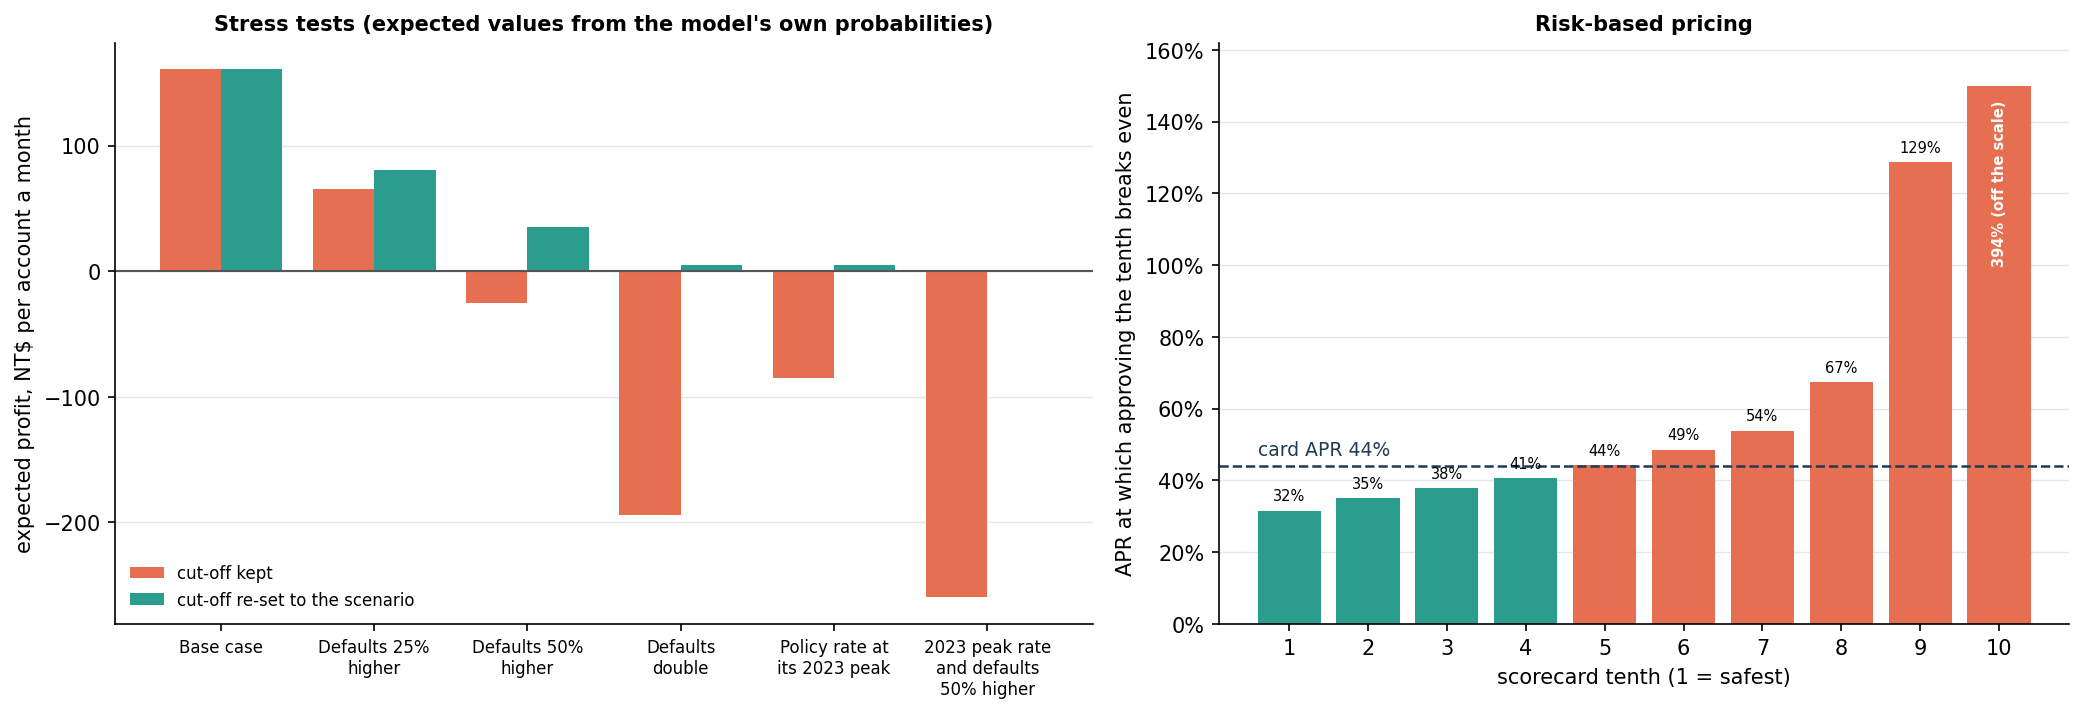 Stress tests (expected values from the model's own probabilities)
expected profit, NT$ per account a month
100
0
−100
−200
cut-off kept
cut-off re-set to the scenario
Base case
Defaults 25%
higher
Defaults 50%
higher
Defaults
double
Policy rate at
its 2023 peak
2023 peak rate
and defaults
50% higher
Risk-based pricing
APR at which approving the tenth breaks even
160%
140%
120%
100%
80%
60%
40%
20%
0%
card APR 44%
32%
35%
38%
41%
44%
49%
54%
67%
129%
394% (off the scale)
1
2
3
4
5
6
7
8
9
10
scorecard tenth (1 = safest)